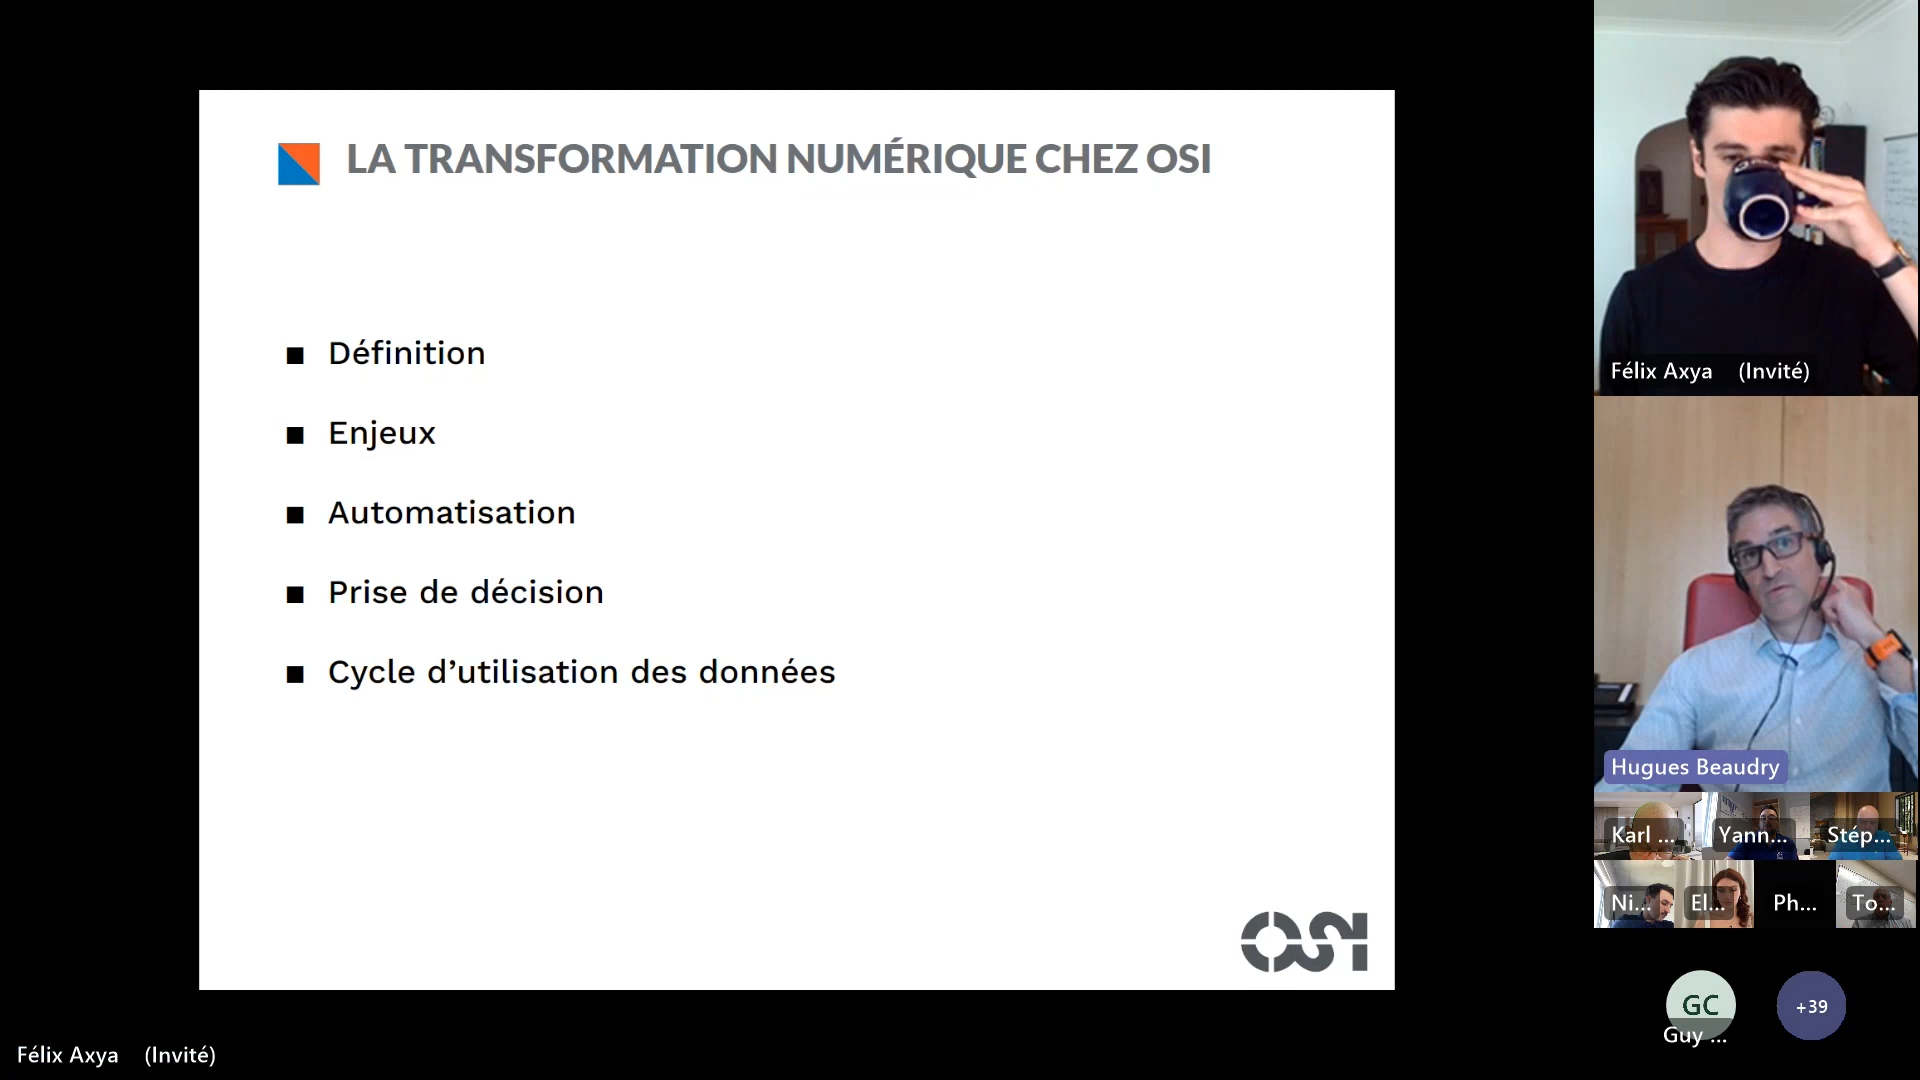 LA TRANSFORMATION NUMÉRIQUE CHEZ OSI
■ Définition
■ Enjeux
■ Automatisation
■ Prise de décision
■ Cycle d’utilisation des données
OSI
Félix Axya (Invité)
Hugues Beaudry
Karl ...
Yann...
Stép...
Ni...
El...
Ph...
To...
GC
Guy ...
+39
Félix Axya (Invité)